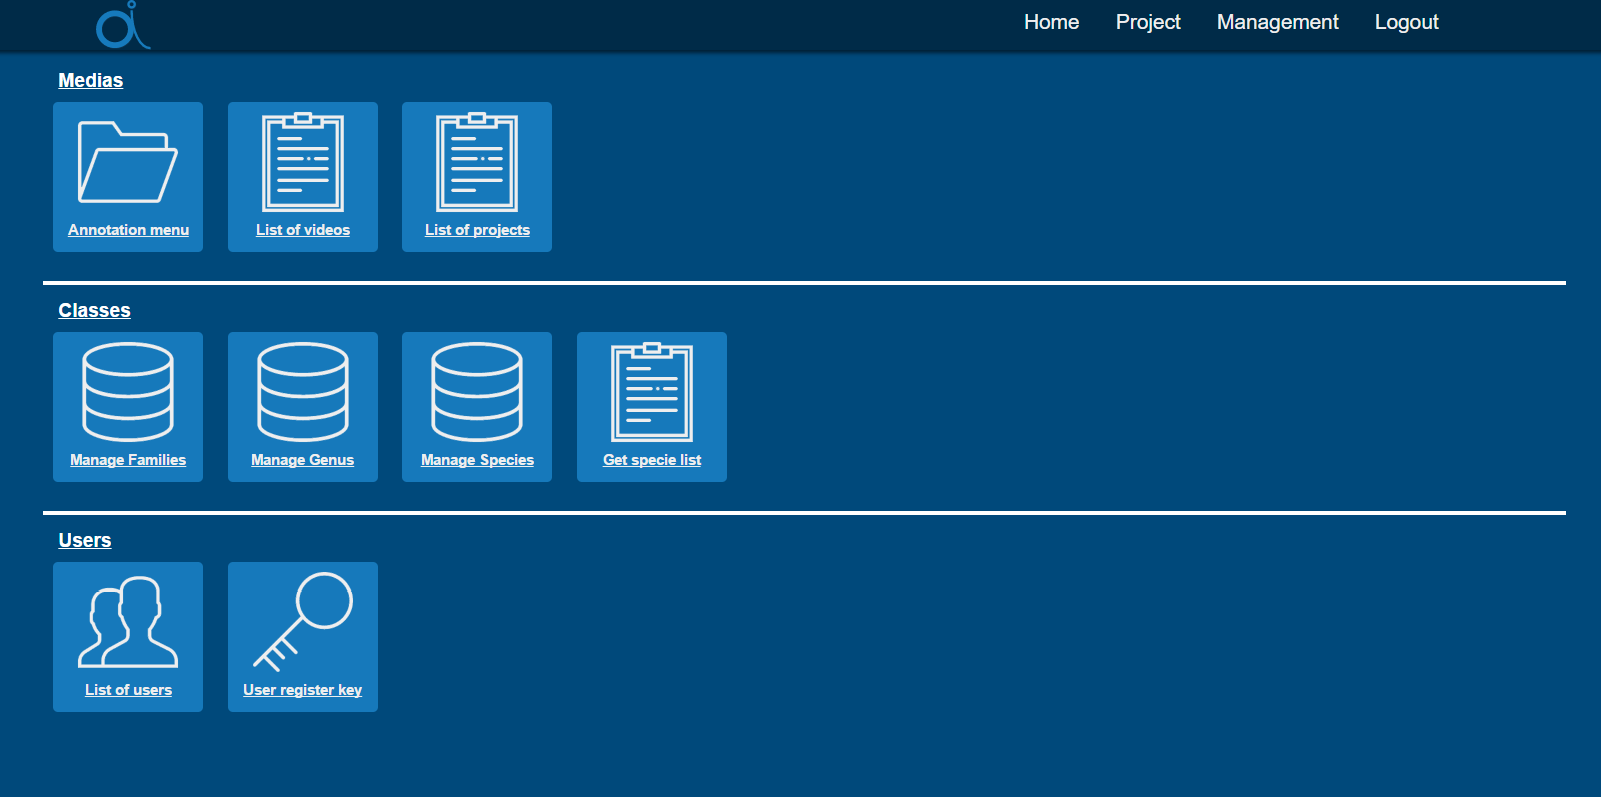 Home Project Management Logout
Medias
Annotation menu List of videos List of projects
Classes
Manage Families Manage Genus Manage Species Get specie list
Users
List of users User register key